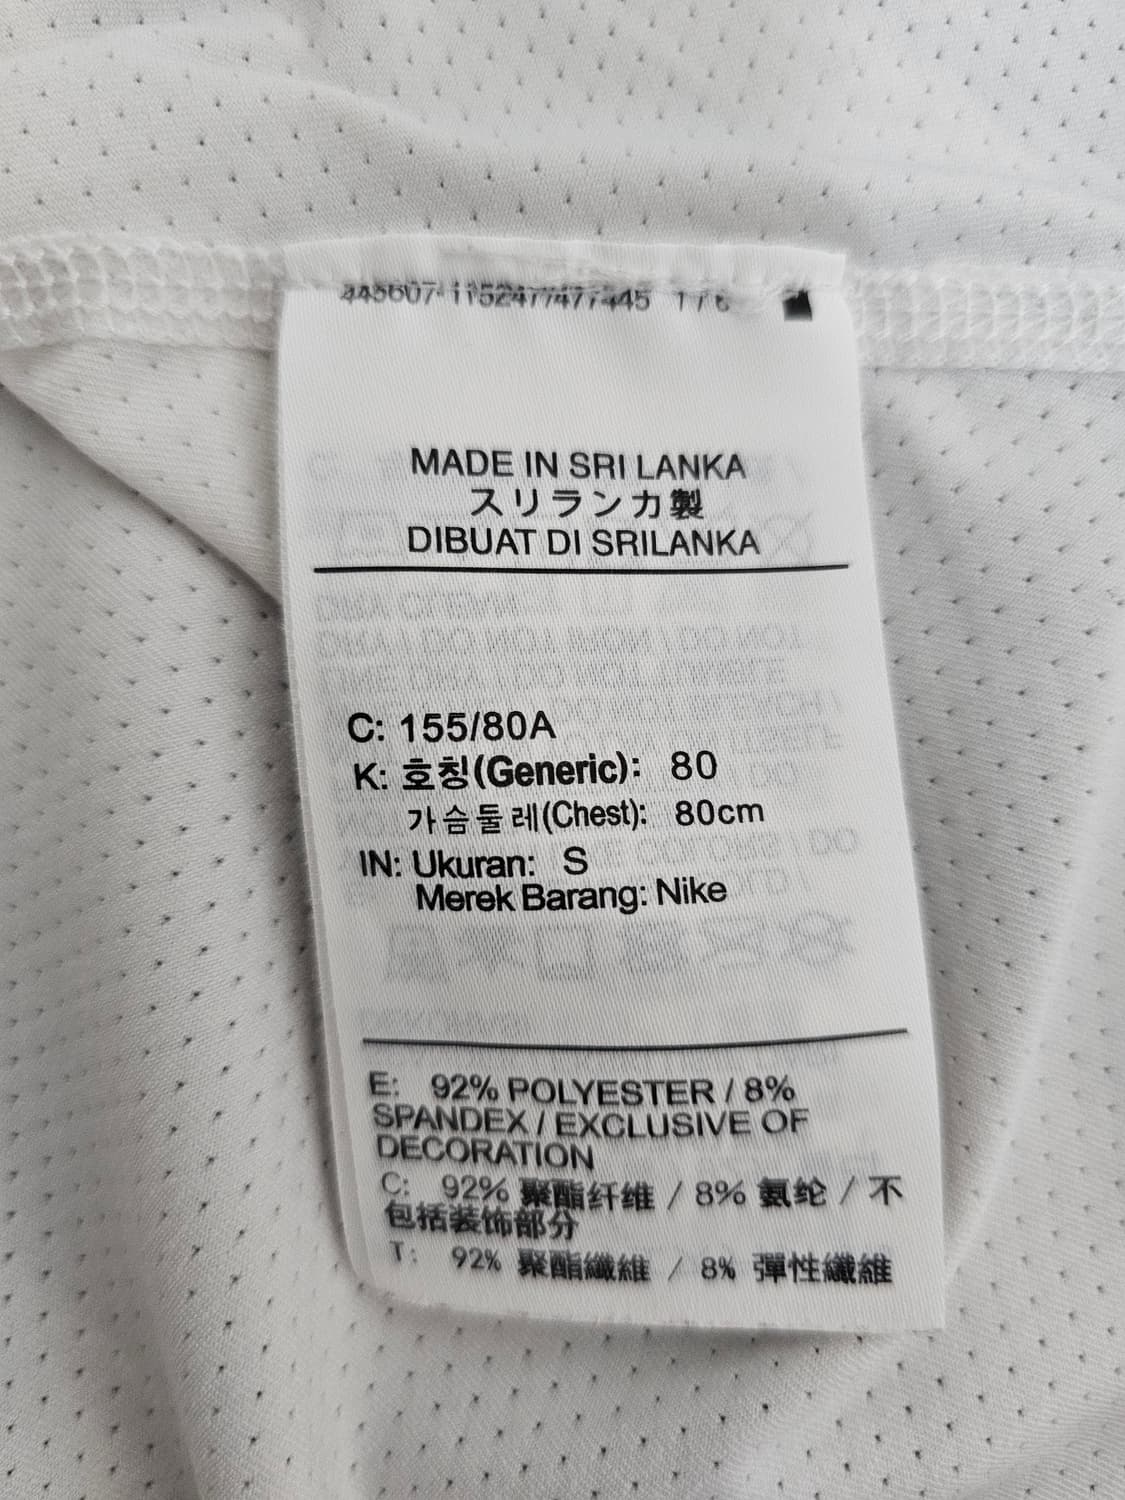 MADE IN SRI LANKA
スリランカ製
DIBUAT DI SRILANKA
C: 155/80A
K: 호칭(Generic): 80
가슴둘레(Chest): 80cm
IN: Ukuran: S
Merek Barang: Nike
E: 92% POLYESTER / 8%
SPANDEX / EXCLUSIVE OF
DECORATION
C: 92% 聚酯纤维 / 8% 氨纶 / 不
包括装饰部分
T: 92% 聚酯纖維 / 8% 彈性纖維